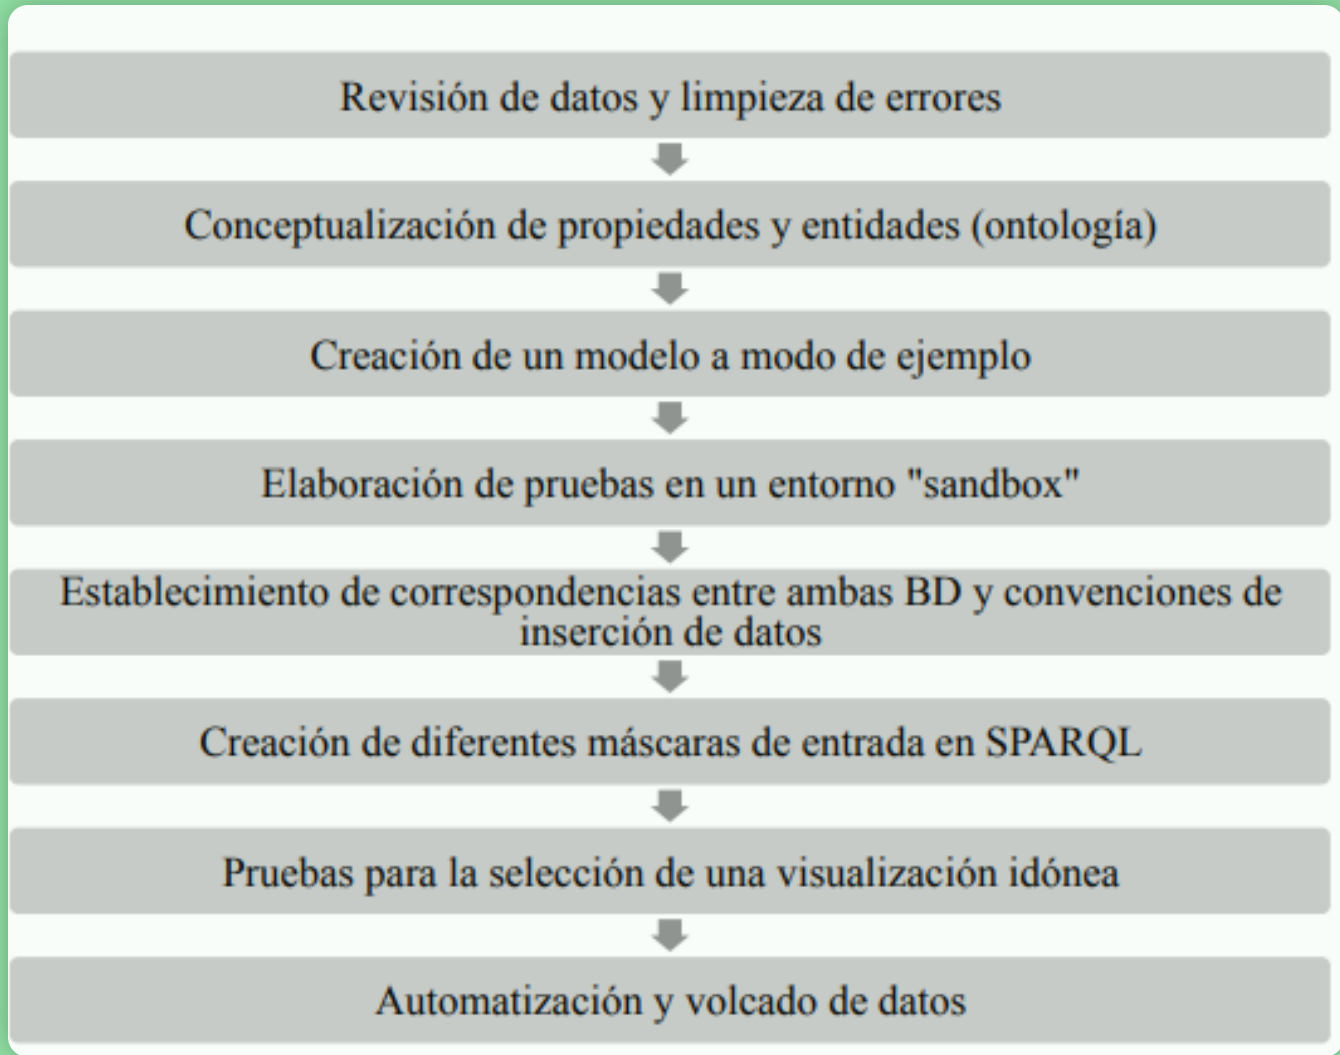 Revisión de datos y limpieza de errores
Conceptualización de propiedades y entidades (ontología)
Creación de un modelo a modo de ejemplo
Elaboración de pruebas en un entorno "sandbox"
Establecimiento de correspondencias entre ambas BD y convenciones de
inserción de datos
Creación de diferentes máscaras de entrada en SPARQL
Pruebas para la selección de una visualización idónea
Automatización y volcado de datos